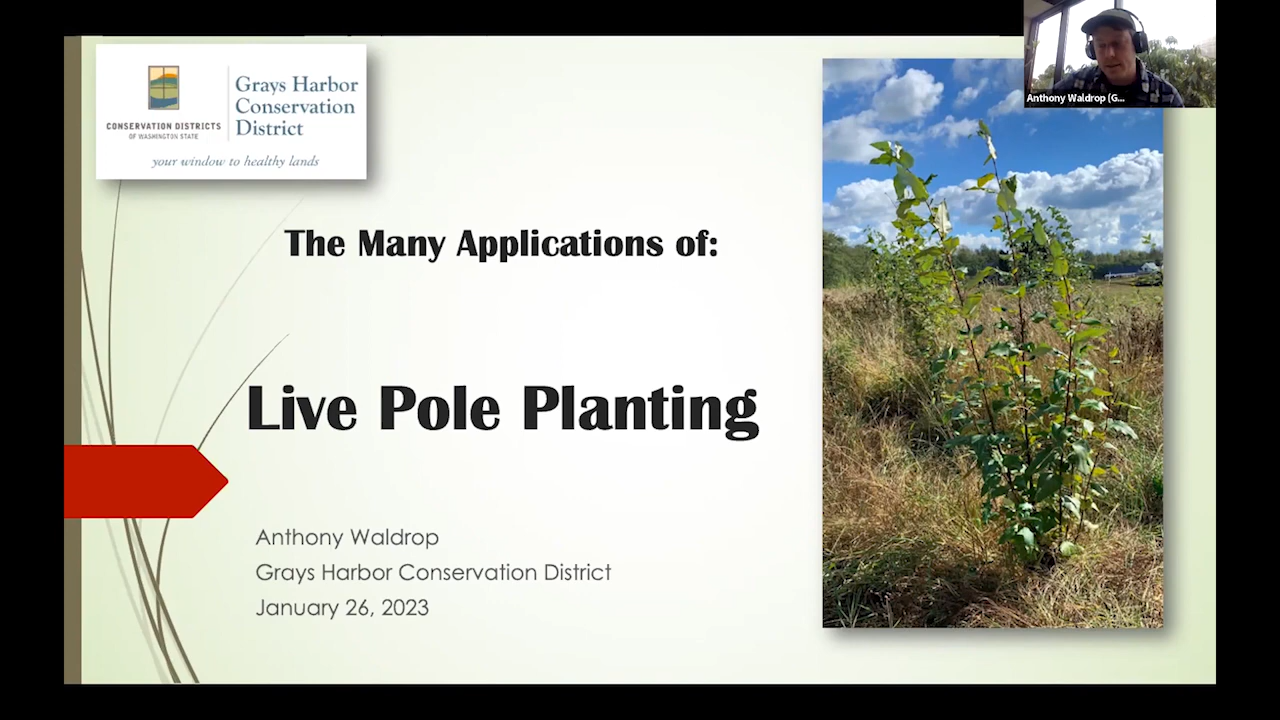 Grays Harbor
Conservation
District
CONSERVATION DISTRICTS
OF WASHINGTON STATE
your window to healthy lands
Anthony Waldrop (G...
The Many Applications of:
Live Pole Planting
Anthony Waldrop
Grays Harbor Conservation District
January 26, 2023